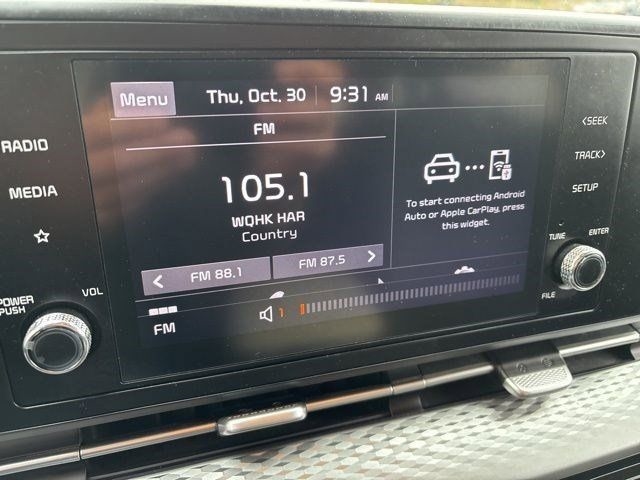 Menu Thu, Oct. 30 9:31 AM
FM
105.1
WQHK HAR
Country
< FM 88.1 FM 87.5 >
FM 1
To start connecting Android
Auto or Apple CarPlay, press
this widget.
RADIO
MEDIA
POWER
PUSH
VOL
<SEEK
TRACK>
SETUP
TUNE
ENTER
FILE